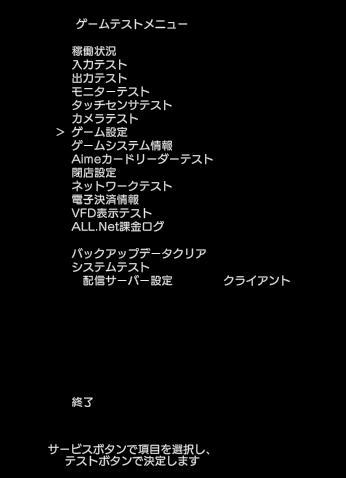 ゲームテストメニュー
稼働状況
入力テスト
出力テスト
モニターテスト
タッチセンサテスト
カメラテスト
> ゲーム設定
ゲームシステム情報
Aimeカードリーダーテスト
閉店設定
ネットワークテスト
電子決済情報
VFD表示テスト
ALL.Net課金ログ
バックアップデータクリア
システムテスト
配信サーバー設定 クライアント
終了
サービスボタンで項目を選択し、
テストボタンで決定します